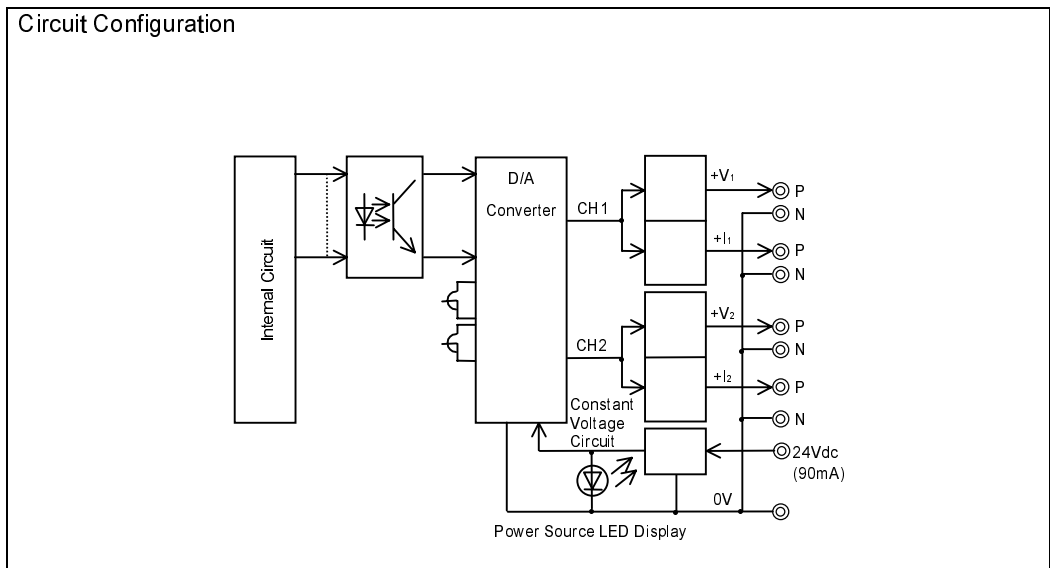 Circuit Configuration
Internal Circuit
D/A
Converter
CH1
CH2
+V₁
P
N
+I₁
P
N
+V₂
P
N
+I₂
P
N
Constant
Voltage
Circuit
24Vdc
(90mA)
0V
Power Source LED Display